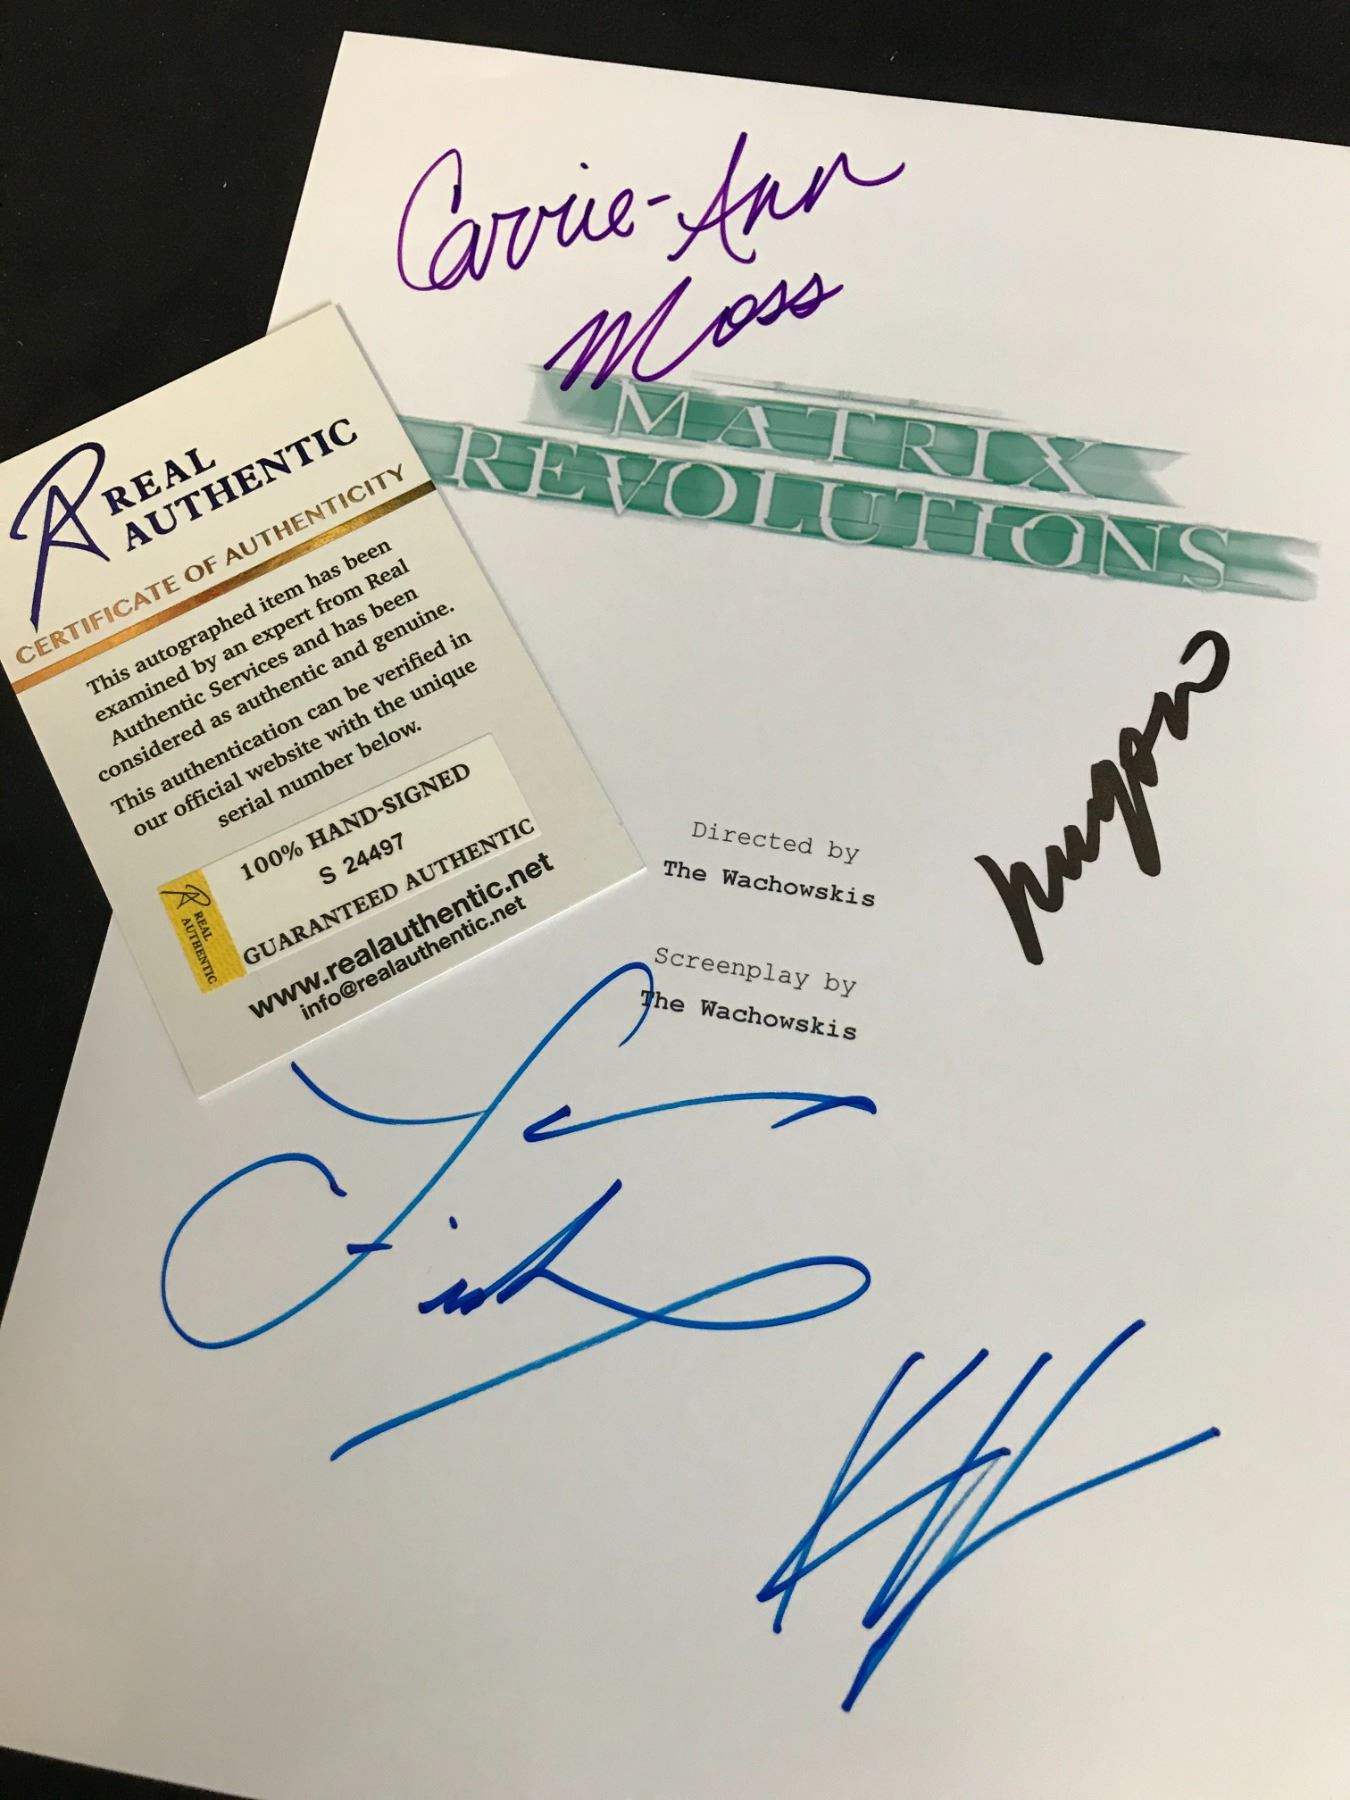 Carrie-Ann
Moss
MATRIX
REVOLUTIONS
REAL
AUTHENTIC
CERTIFICATE OF AUTHENTICITY
This autographed item has been
examined by an expert from Real
Authentic Services and has been
considered as authentic and genuine.
This authentication can be verified in
our official website with the unique
serial number below.
100% HAND-SIGNED
S 24497
GUARANTEED AUTHENTIC
REAL
AUTHENTIC
www.realauthentic.net
info@realauthentic.net
Directed by
The Wachowskis
Screenplay by
The Wachowskis